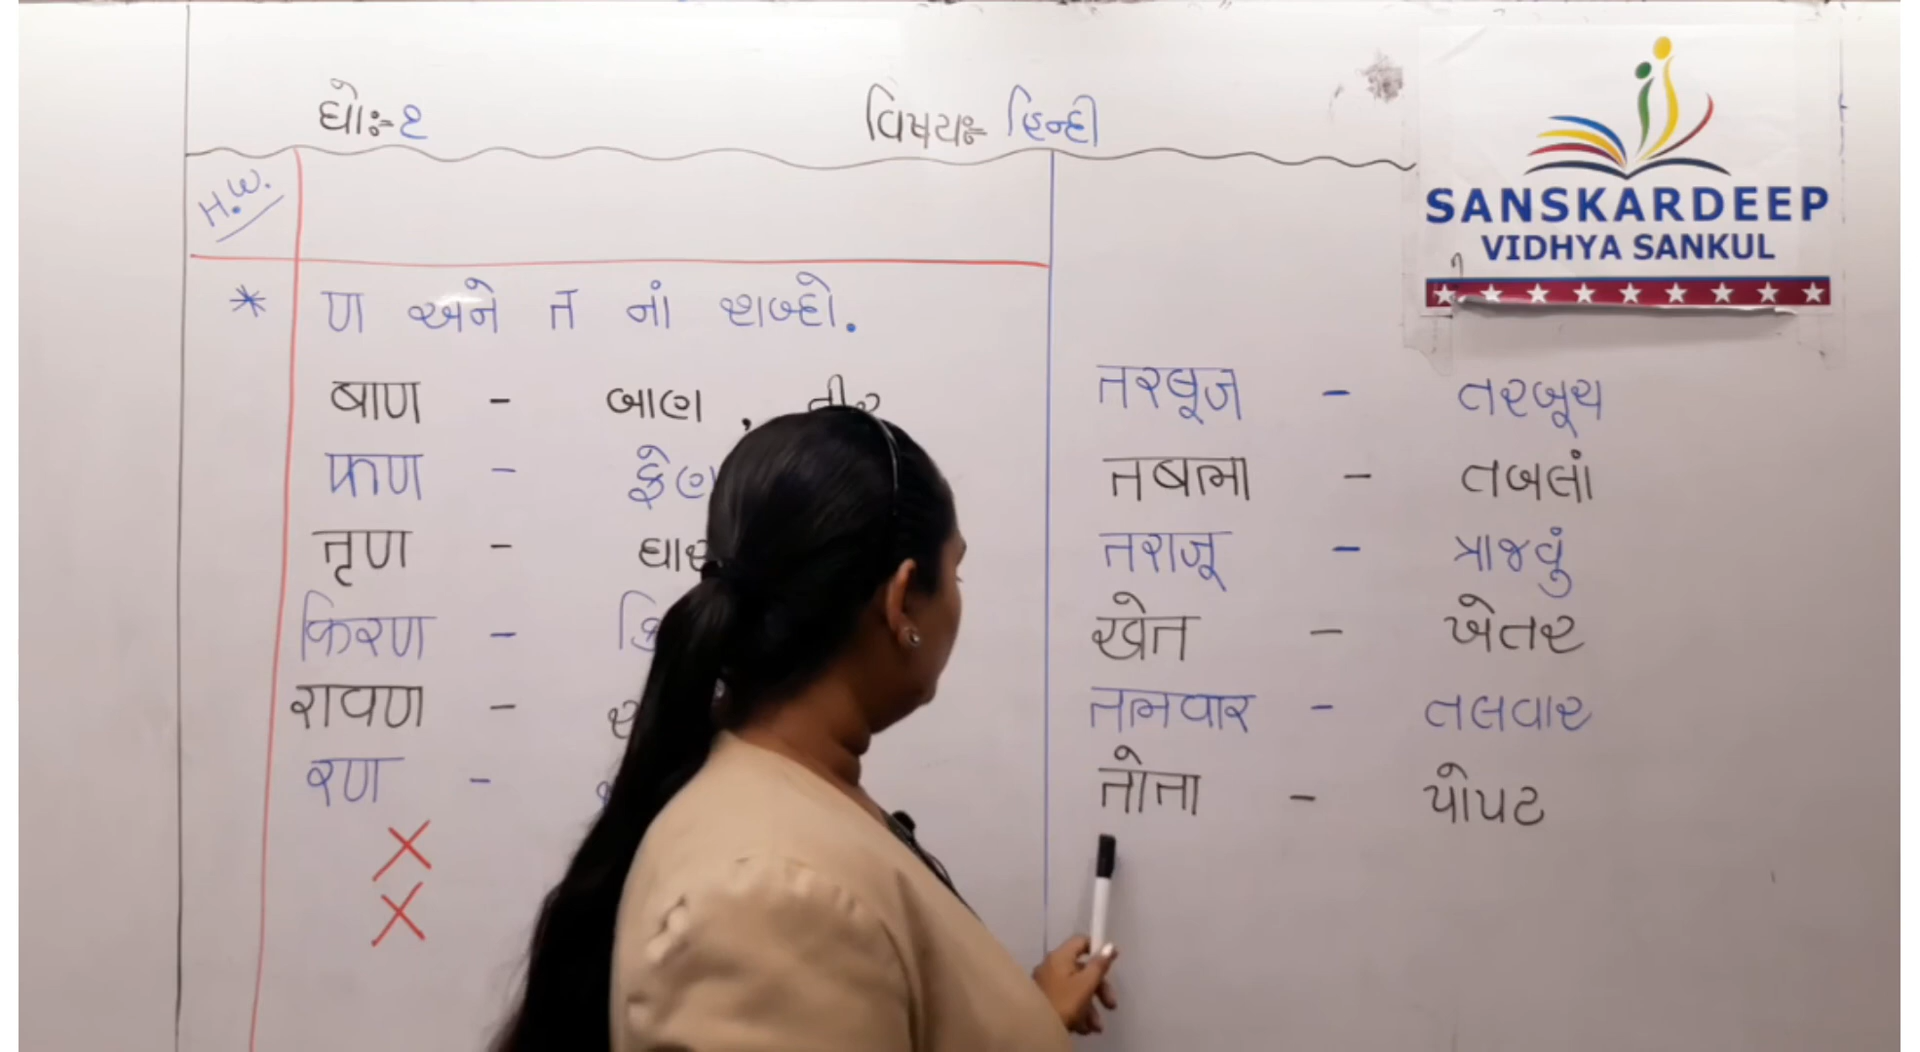 ધોઃ-૨
વિષયઃ- હિન્દી
H.W.
* ण અને त નાં શબ્દો.
बाण - બાણ , તીર
फण - ફેણ
तृण -
किरण -
रावण -
रण -
तरबूज - તરબૂચ
तबला - તબલાં
तराजू - ત્રાજવું
खेत - ખેતર
तलवार - તલવાર
तोता - પોપટ
SANSKARDEEP
VIDHYA SANKUL